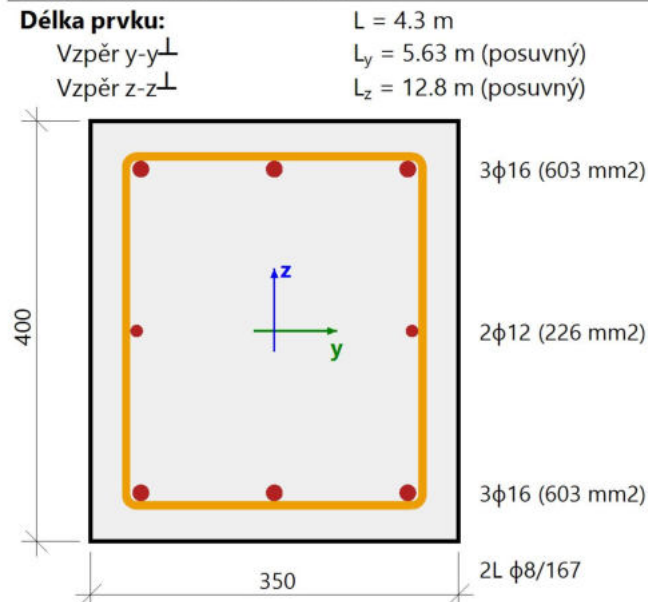 Délka prvku: L = 4.3 m
Vzpěr y-y⊥ Ly = 5.63 m (posuvný)
Vzpěr z-z⊥ Lz = 12.8 m (posuvný)
3ϕ16 (603 mm2)
z
400
y
2ϕ12 (226 mm2)
3ϕ16 (603 mm2)
2L ϕ8/167
350